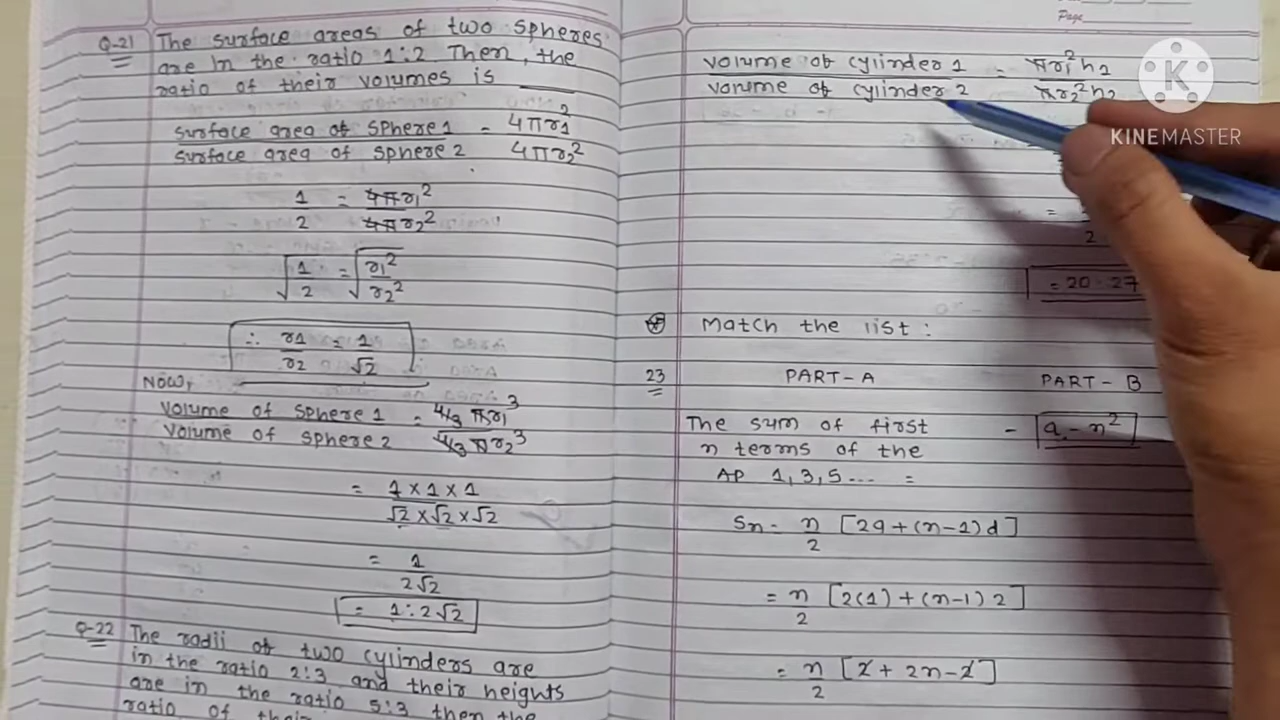 Q-21 The surface areas of two spheres
are in the ratio 1:2 Then, the
ratio of their volumes is ____
Surface area of sphere 1 = 4πr1²
Surface area of sphere 2 4πr2²
1 = 4πr1²
2 4πr2²
√1/2 = √r1²/r2²
∴ r1 = 1
r2 √2
Now,
Volume of sphere 1 = 4/3 πr1³
Volume of sphere 2 4/3 πr2³
= 1×1×1
√2×√2×√2
= 1
2√2
= 1:2√2
Q-22 The radii of two cylinders are
in the ratio 2:3 and their heights
are in the ratio 5:3 then the
ratio of their
Page
volume of cylinder 1 = πr1²h1
volume of cylinder 2 πr2²h2
=
2
= 20:27
Match the list:
23 PART-A PART-B
The sum of first - a - n²
n terms of the
AP 1,3,5... =
Sn = n/2 [2a+(n-1)d]
= n/2 [2(1)+(n-1)2]
= n/2 [2+2n-2]
K
KINEMASTER